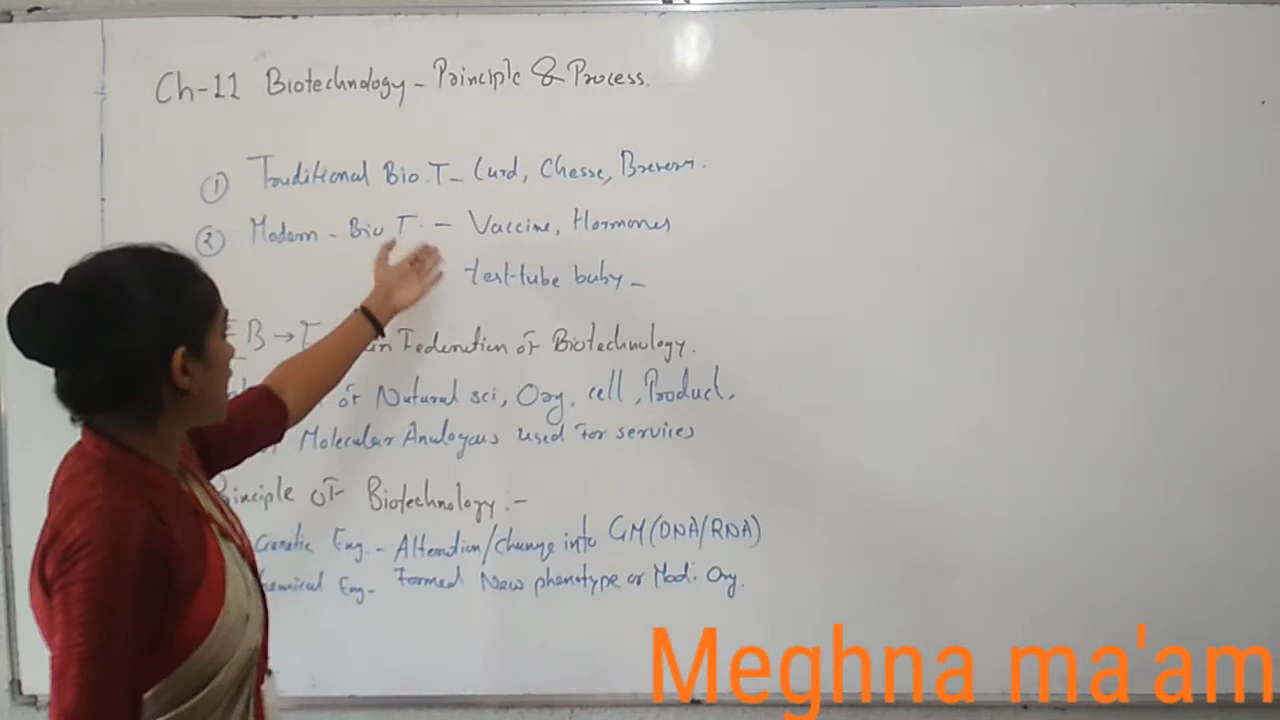 Ch-11 Biotechnology - Principle & Process.
① Traditional Bio.T - Curd, Chesse,
② Modern - Bio T. - Vaccine, Hormones
test-tube baby -
B → Federation of Biotechnology.
of Natural sci, Org, cell, Product,
Molecular Analogous used for services
Principle of Biotechnology :-
Genetic Eng. - Alteration/change into GM (DNA/RNA)
Chemical Eng - Formed New phenotype or Modi. Org.
Meghna ma'am